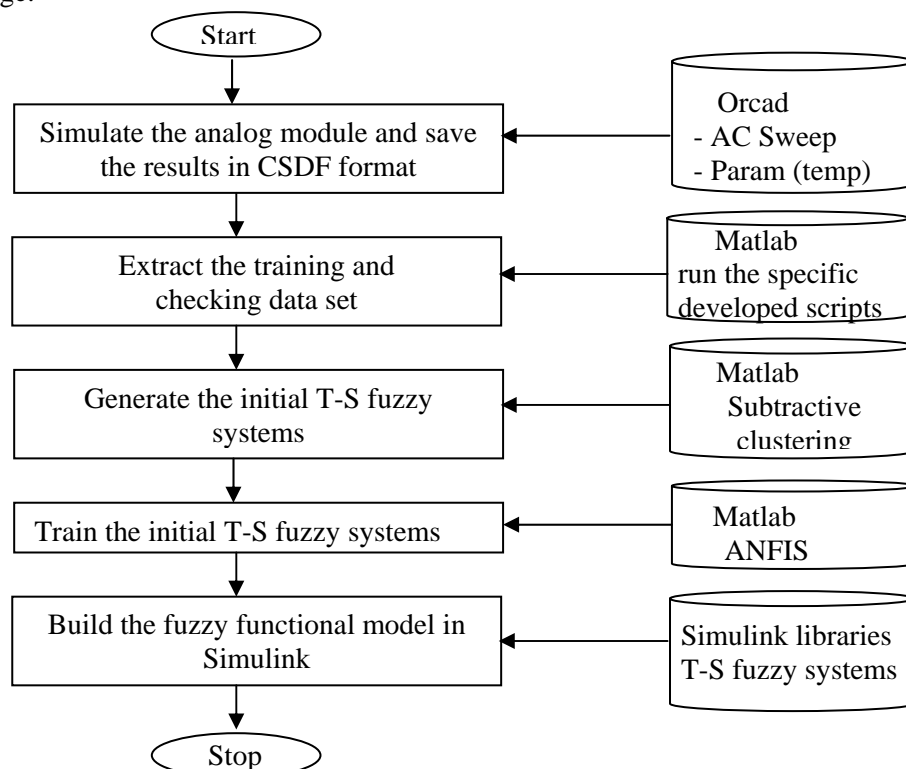 ge.
Start
Simulate the analog module and save
the results in CSDF format
Orcad
- AC Sweep
- Param (temp)
Extract the training and
checking data set
Matlab
run the specific
developed scripts
Generate the initial T-S fuzzy
systems
Matlab
Subtractive
clustering
Train the initial T-S fuzzy systems
Matlab
ANFIS
Build the fuzzy functional model in
Simulink
Simulink libraries
T-S fuzzy systems
Stop